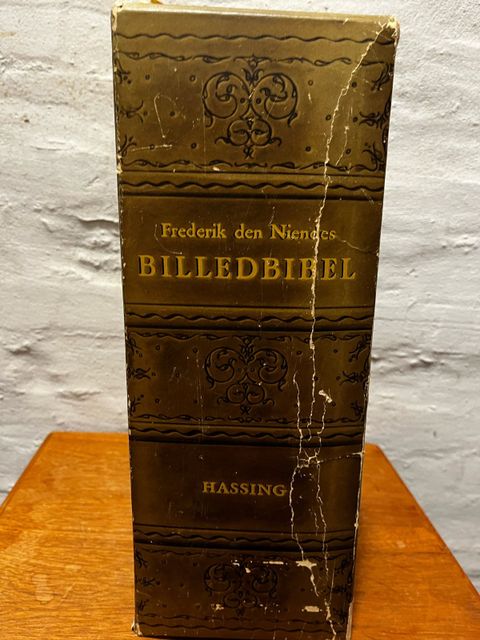 Frederik den Niendes
BILLEDBIBEL
HASSING